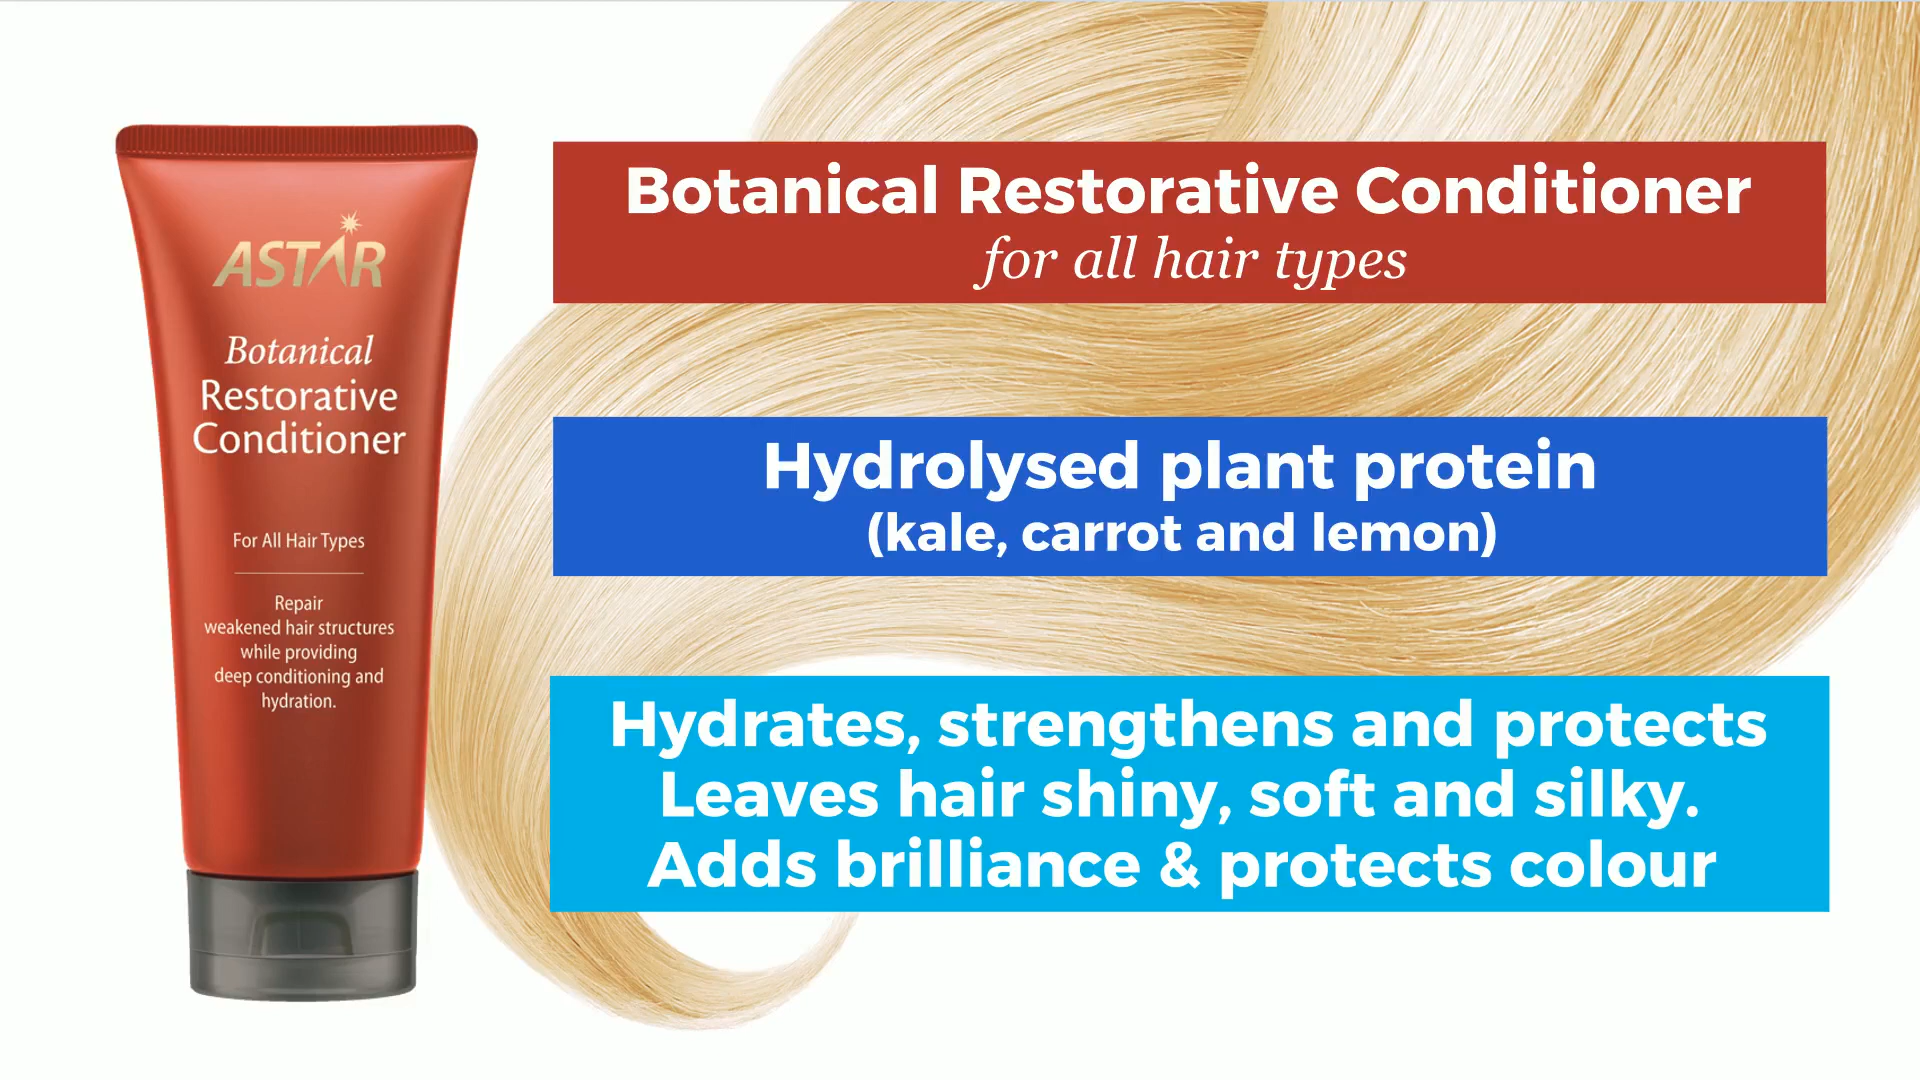 ASTAR
Botanical
Restorative
Conditioner
For All Hair Types
Repair
weakened hair structures
while providing
deep conditioning and
hydration.
Botanical Restorative Conditioner
for all hair types
Hydrolysed plant protein
(kale, carrot and lemon)
Hydrates, strengthens and protects
Leaves hair shiny, soft and silky.
Adds brilliance & protects colour